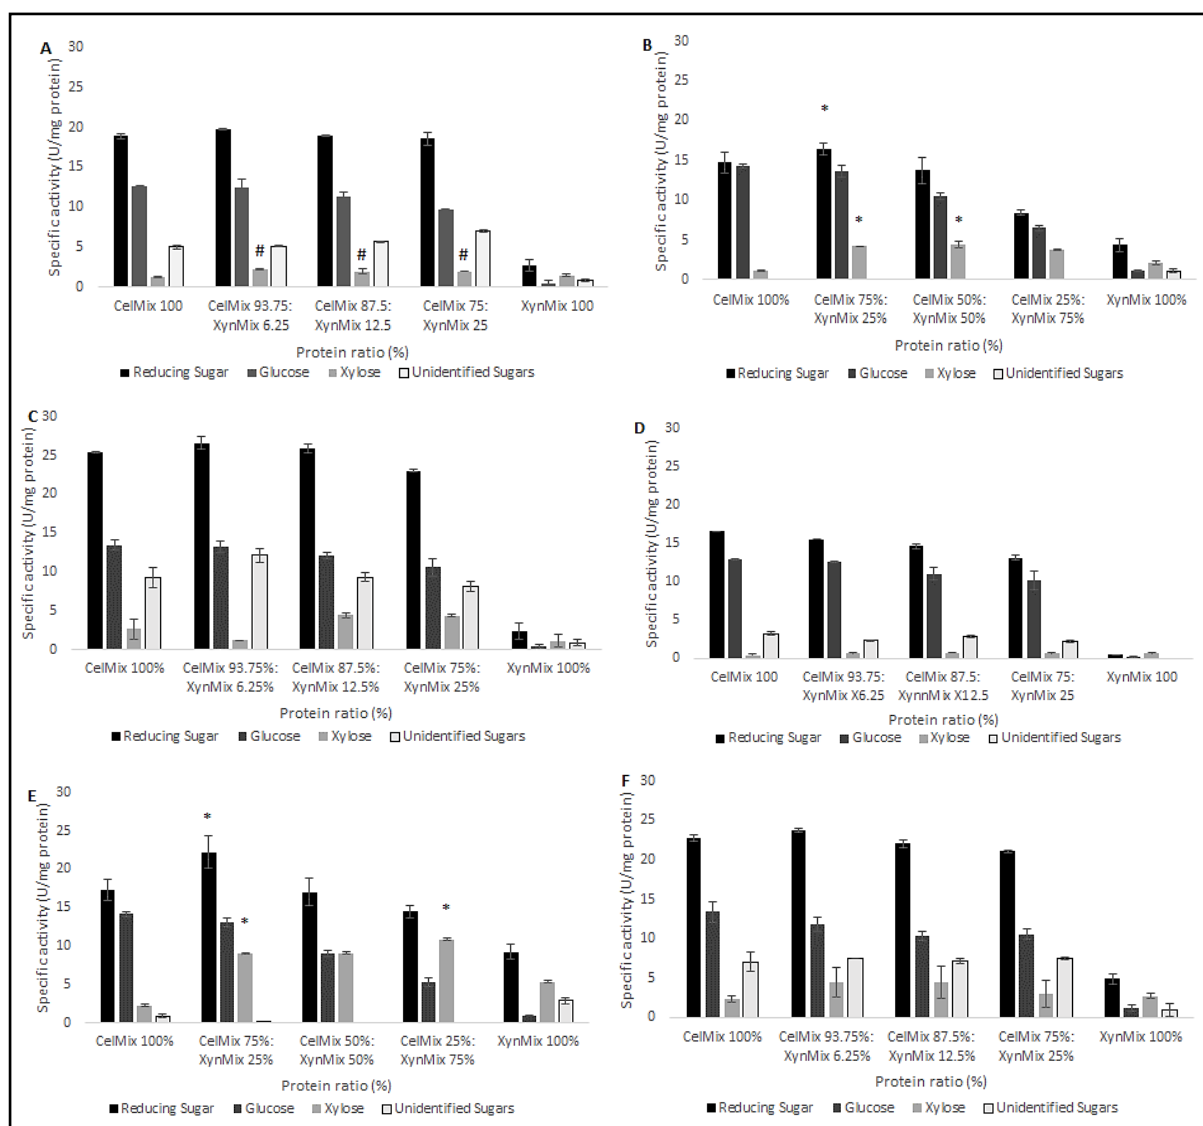 A
Specific activity (U/mg protein)
30
25
20
15
10
5
0
# # #
CelMix 100 CelMix 93.75: CelMix 87.5: CelMix 75: XynMix 100
XynMix 6.25 XynMix 12.5 XynMix 25
Protein ratio (%)
Reducing Sugar Glucose Xylose Unidentified Sugars
B
Specific activity (U/mg protein)
30
25
20
15
10
5
0
*
* *
CelMix 100% CelMix 75%: CelMix 50%: CelMix 25%: XynMix 100%
XynMix 25% XynMix 50% XynMix 75%
Protein ratio (%)
Reducing Sugar Glucose Xylose Unidentified Sugars
C
Specific activity (U/mg protein)
30
25
20
15
10
5
0
CelMix 100% CelMix 93.75%: CelMix 87.5%: CelMix 75%: XynMix 100%
XynMix 6.25% XynMix 12.5% XynMix 25%
Protein ratio (%)
Reducing Sugar Glucose Xylose Unidentified Sugars
D
Specific activity (U/mg protein)
30
25
20
15
10
5
0
CelMix 100 CelMix 93.75: CelMix 87.5: CelMix 75: XynMix 100
XynMix X6.25 XynnMix X12.5 XynMix 25
Protein ratio (%)
Reducing Sugar Glucose Xylose Unidentified Sugars
E
Specific activity (U/mg protein)
30
25
20
15
10
5
0
*
* *
CelMix 100% CelMix 75%: CelMix 50%: CelMix 25%: XynMix 100%
XynMix 25% XynMix 50% XynMix 75%
Protein ratio (%)
Reducing Sugar Glucose Xylose Unidentified Sugars
F
Specific activity (U/mg protein)
30
25
20
15
10
5
0
CelMix 100% CelMix 93.75%: CelMix 87.5%: CelMix 75%: XynMix 100%
XynMix 6.25% XynMix 12.5% XynMix 25%
Protein ratio (%)
Reducing Sugar Glucose Xylose Unidentified Sugars